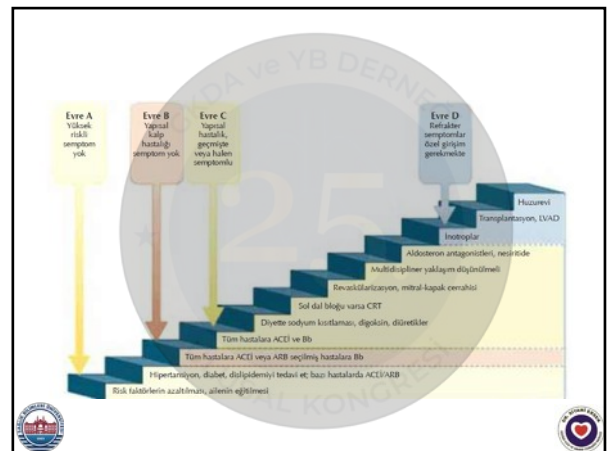 Evre A
Yüksek
riskli
semptom
yok
Evre B
Yapısal
kalp
hastalığı
semptom yok
Evre C
Yapısal
hastalık,
geçmişte
veya halen
semptomlu
Evre D
Refrakter
semptomlar
özel girişim
gerekmekte
Huzurevi
Transplantasyon, LVAD
İnotroplar
Aldosteron antagonistleri, nesiritide
Multidisipliner yaklaşım düşünülmeli
Revaskülarizasyon, mitral-kapak cerrahisi
Sol dal bloğu varsa CRT
Diyette sodyum kısıtlaması, digoksin, diüretikler
Tüm hastalara ACEİ ve Bb
Tüm hastalara ACEİ veya ARB seçilmiş hastalara Bb
Hipertansiyon, diabet, dislipidemiyi tedavi et; bazı hastalarda ACEİ/ARB
Risk faktörlerin azaltılması, ailenin eğitilmesi
25